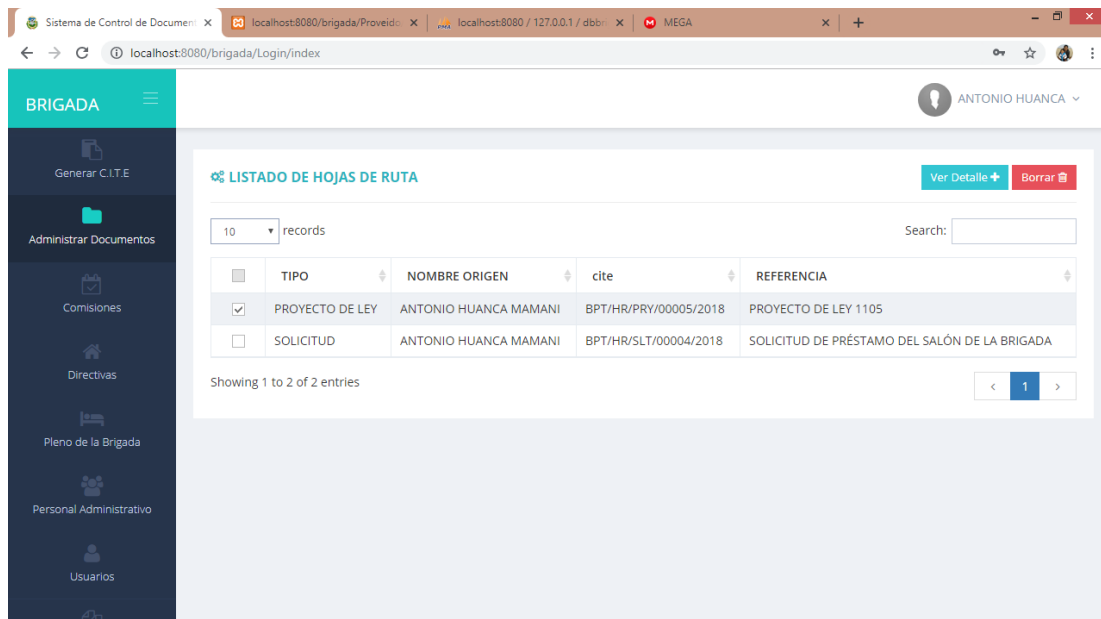 Sistema de Control de Document
localhost:8080/brigada/Proveido
localhost:8080 / 127.0.0.1 / dbbri
MEGA
localhost:8080/brigada/Login/index
BRIGADA
ANTONIO HUANCA
Generar C.I.T.E
Administrar Documentos
Comisiones
Directivas
Pleno de la Brigada
Personal Administrativo
Usuarios
LISTADO DE HOJAS DE RUTA
Ver Detalle
Borrar
10 records
Search:
TIPO NOMBRE ORIGEN cite REFERENCIA
PROYECTO DE LEY ANTONIO HUANCA MAMANI BPT/HR/PRY/00005/2018 PROYECTO DE LEY 1105
SOLICITUD ANTONIO HUANCA MAMANI BPT/HR/SLT/00004/2018 SOLICITUD DE PRÉSTAMO DEL SALÓN DE LA BRIGADA
Showing 1 to 2 of 2 entries
1